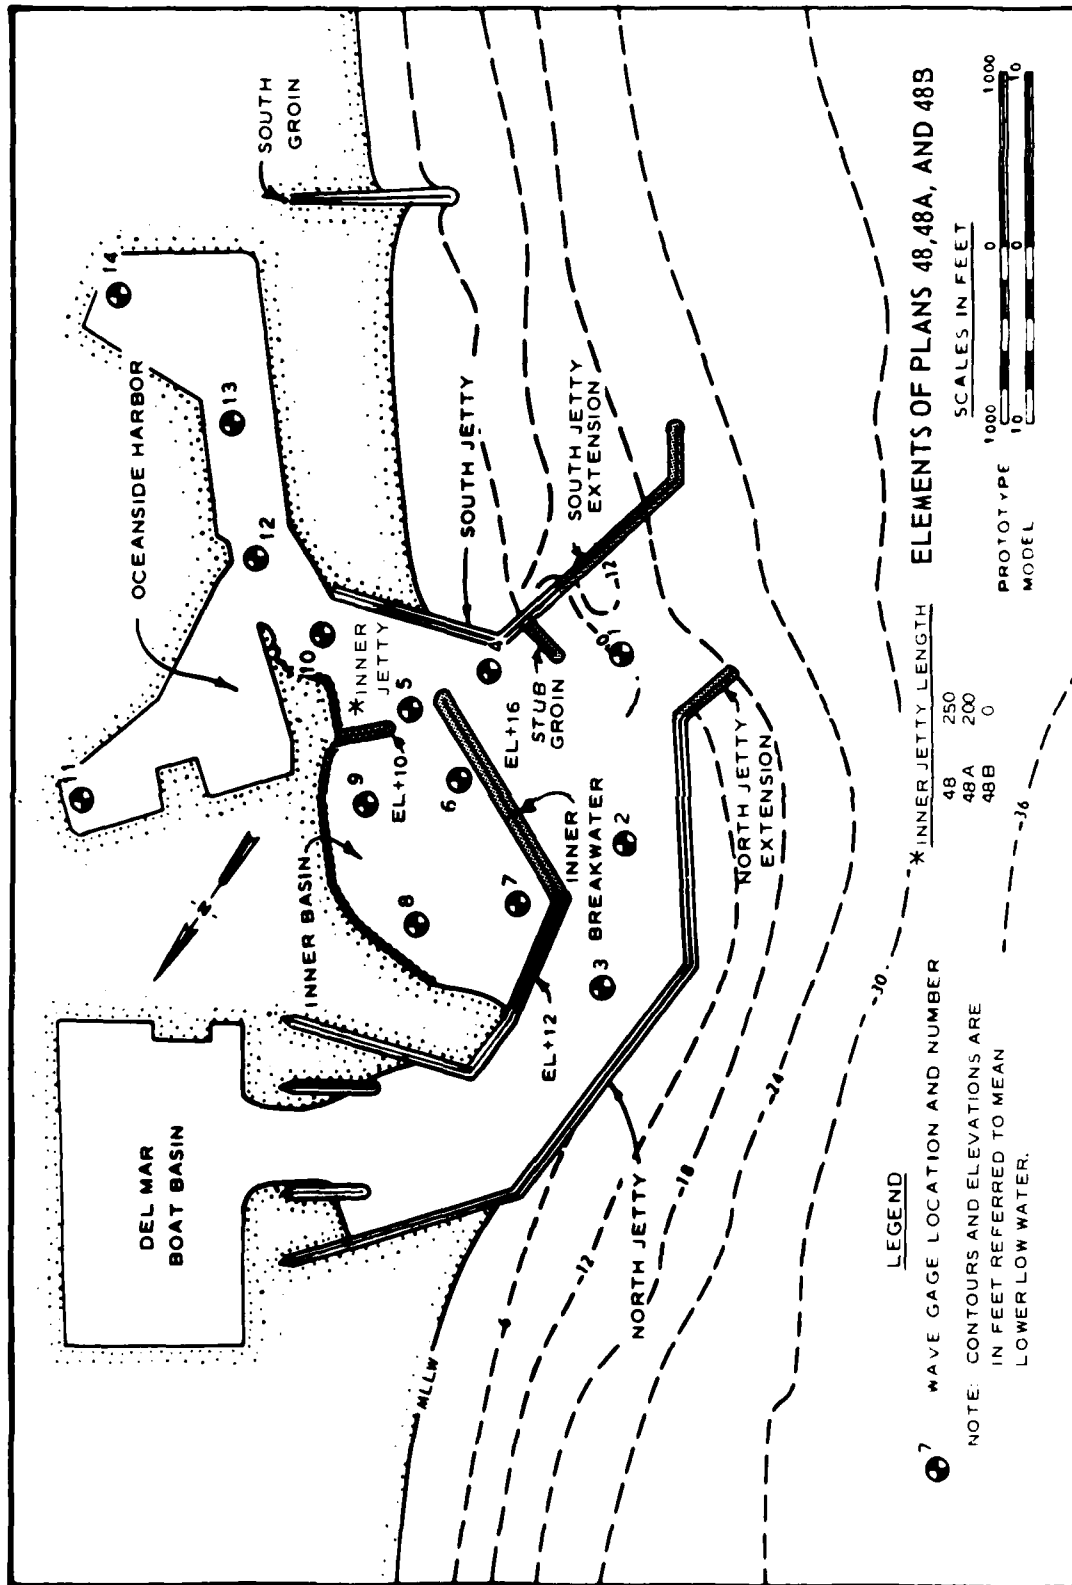 DEL MAR
BOAT BASIN
INNER BASIN
OCEANSIDE HARBOR
SOUTH
GROIN
*INNER
JETTY
SOUTH JETTY
SOUTH JETTY
EXTENSION
STUB
GROIN
EL+16
EL+10
INNER
BREAKWATER
EL+12
NORTH JETTY
NORTH JETTY
EXTENSION
MLLW
N
1
2
3
4
5
6
7
8
9
10
11
12
13
14
-12
-18
-24
-30
-36
-12
LEGEND
7 WAVE GAGE LOCATION AND NUMBER
NOTE: CONTOURS AND ELEVATIONS ARE
IN FEET REFERRED TO MEAN
LOWER LOW WATER.
*INNER JETTY LENGTH
48 250
48A 200
48B 0
ELEMENTS OF PLANS 48,48A, AND 48B
SCALES IN FEET
PROTOTYPE 1000 0 1000
MODEL 10 0 10